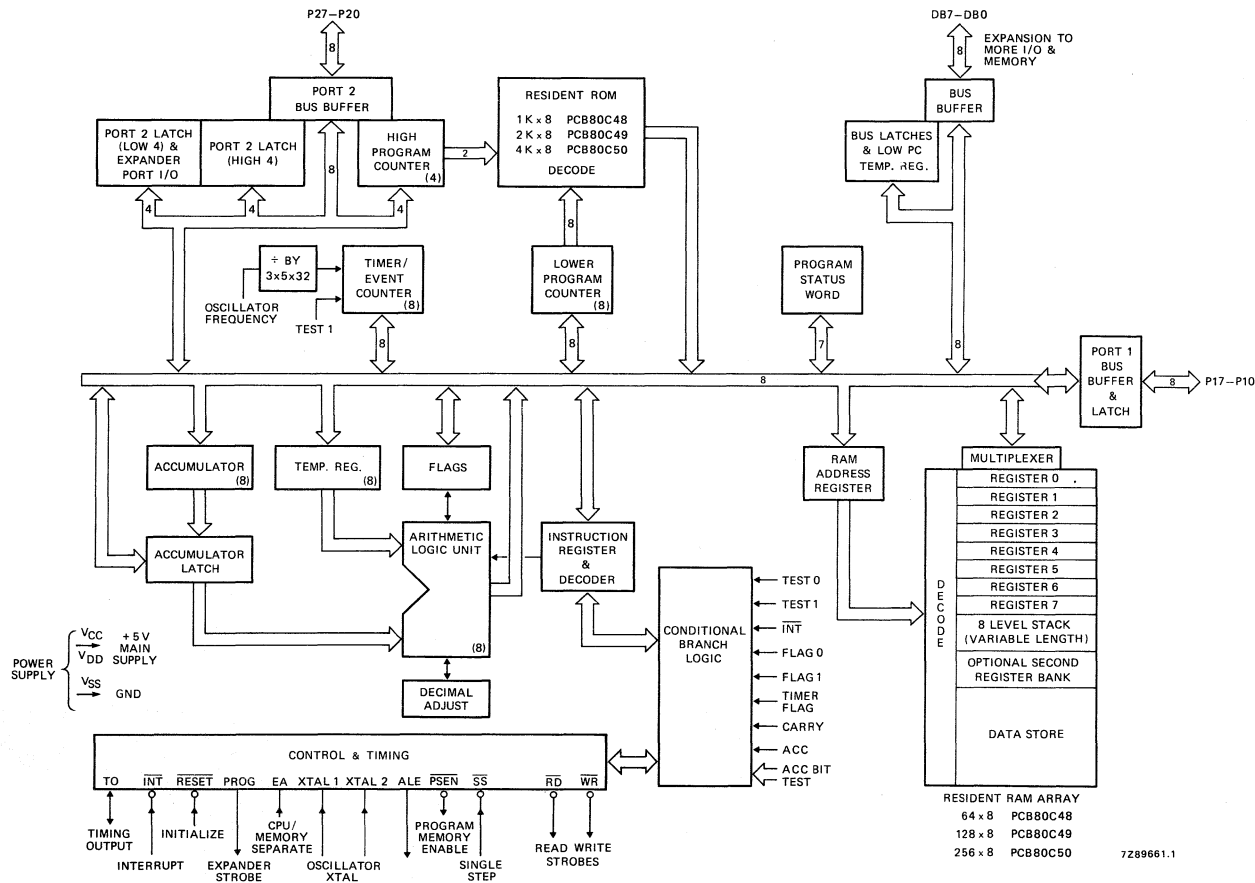 P27–P20
8
PORT 2
BUS BUFFER
PORT 2 LATCH
(LOW 4) &
EXPANDER
PORT I/O
PORT 2 LATCH
(HIGH 4)
8
HIGH
PROGRAM
COUNTER
(4)
2
4
4
4
RESIDENT ROM
1K x 8 PCB80C48
2K x 8 PCB80C49
4K x 8 PCB80C50
DECODE
8
DB7–DB0
8
EXPANSION TO
MORE I/O &
MEMORY
BUS
BUFFER
BUS LATCHES
& LOW PC
TEMP. REG.
÷ BY
3x5x32
OSCILLATOR
FREQUENCY
TEST 1
TIMER/
EVENT
COUNTER
(8)
8
LOWER
PROGRAM
COUNTER
(8)
8
PROGRAM
STATUS
WORD
7
8
8
PORT 1
BUS
BUFFER
&
LATCH
8
P17–P10
ACCUMULATOR
(8)
TEMP. REG.
(8)
FLAGS
RAM
ADDRESS
REGISTER
MULTIPLEXER
ACCUMULATOR
LATCH
ARITHMETIC
LOGIC UNIT
(8)
INSTRUCTION
REGISTER
&
DECODER
DECIMAL
ADJUST
CONDITIONAL
BRANCH
LOGIC
TEST 0
TEST 1
INT
FLAG 0
FLAG 1
TIMER
FLAG
CARRY
ACC
ACC BIT
TEST
DECODE
REGISTER 0
REGISTER 1
REGISTER 2
REGISTER 3
REGISTER 4
REGISTER 5
REGISTER 6
REGISTER 7
8 LEVEL STACK
(VARIABLE LENGTH)
OPTIONAL SECOND
REGISTER BANK
DATA STORE
RESIDENT RAM ARRAY
64 x 8 PCB80C48
128 x 8 PCB80C49
256 x 8 PCB80C50
POWER
SUPPLY
VCC
VDD
+5 V
MAIN
SUPPLY
VSS
GND
CONTROL & TIMING
TO INT RESET PROG EA XTAL 1 XTAL 2 ALE PSEN SS RD WR
TIMING
OUTPUT
INTERRUPT
INITIALIZE
EXPANDER
STROBE
CPU/
MEMORY
SEPARATE
OSCILLATOR
XTAL
PROGRAM
MEMORY
ENABLE
SINGLE
STEP
READ WRITE
STROBES
7Z89661.1